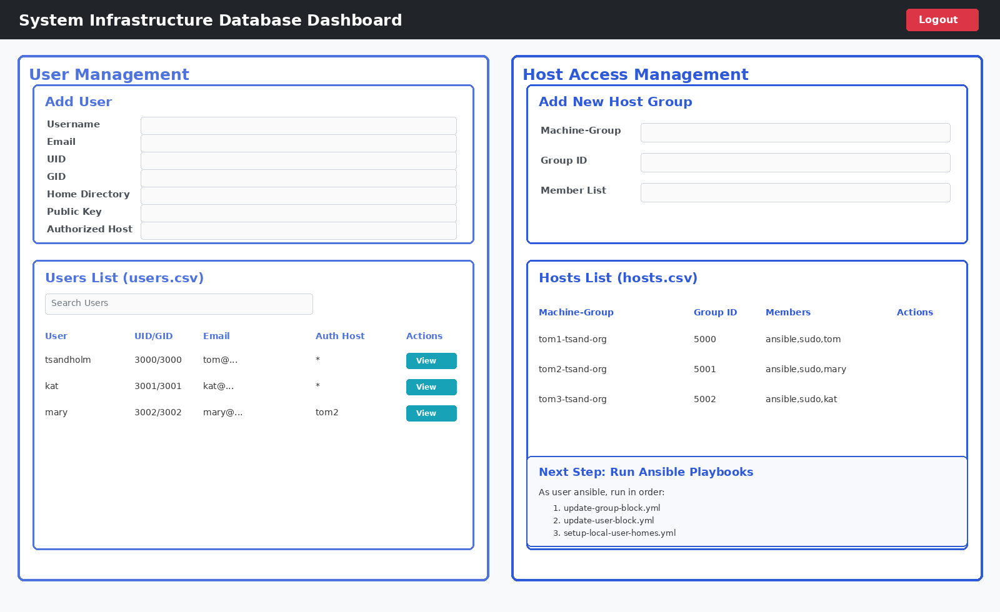 System Infrastructure Database Dashboard
Logout
User Management
Add User
Username
Email
UID
GID
Home Directory
Public Key
Authorized Host
Users List (users.csv)
Search Users
User UID/GID Email Auth Host Actions
tsandholm 3000/3000 tom@... * View
kat 3001/3001 kat@... * View
mary 3002/3002 mary@... tom2 View
Host Access Management
Add New Host Group
Machine-Group
Group ID
Member List
Hosts List (hosts.csv)
Machine-Group Group ID Members Actions
tom1-tsand-org 5000 ansible,sudo,tom
tom2-tsand-org 5001 ansible,sudo,mary
tom3-tsand-org 5002 ansible,sudo,kat
Next Step: Run Ansible Playbooks
As user ansible, run in order:
1. update-group-block.yml
2. update-user-block.yml
3. setup-local-user-homes.yml